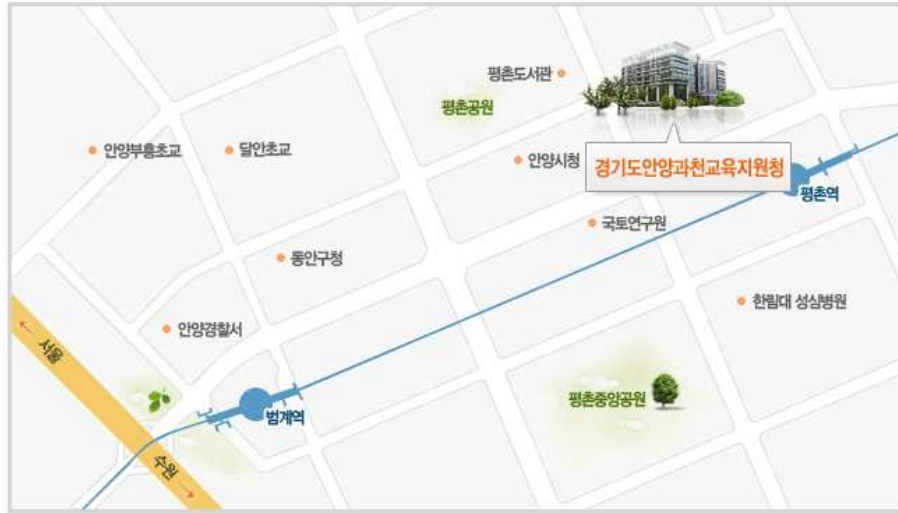 평촌도서관
평촌공원
안양부흥초교
달안초교
안양시청
경기도안양과천교육지원청
평촌역
국토연구원
동안구청
한림대 성심병원
안양경찰서
서울
평촌중앙공원
범계역
수원